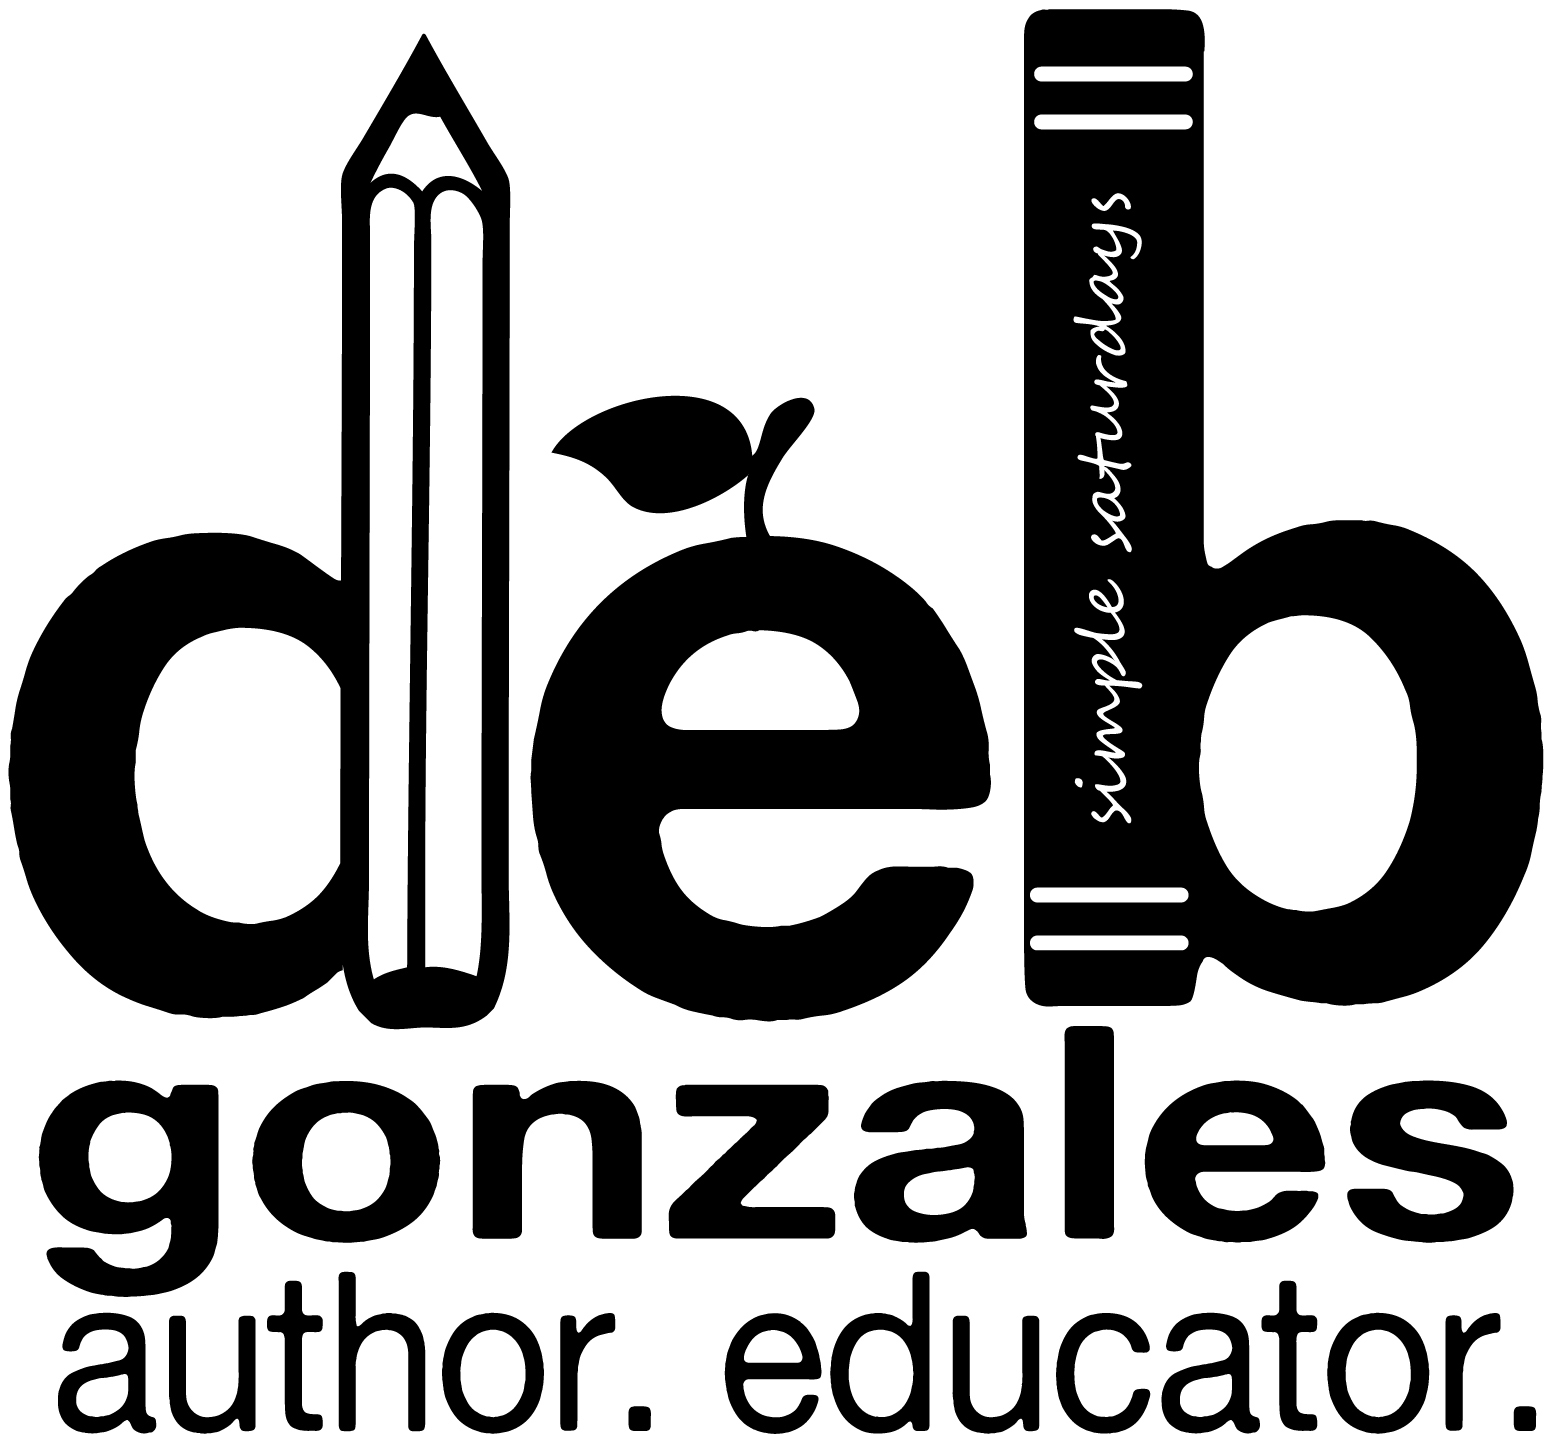 deb
simple saturdays
gonzales
author. educator.